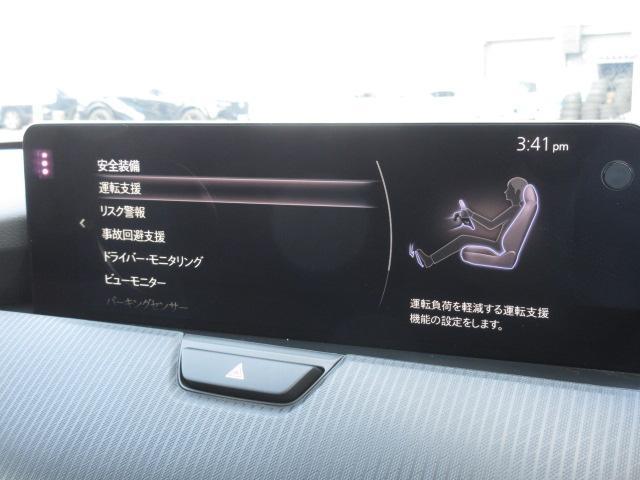 3:41 pm
安全装備
運転支援
リスク警報
事故回避支援
ドライバー・モニタリング
ビューモニター
パーキングセンサー
運転負荷を軽減する運転支援
機能の設定をします。